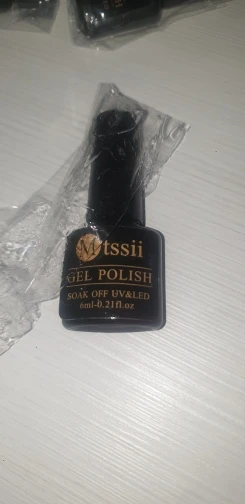 Mtssii
GEL POLISH
SOAK OFF UV&LED
6ml-0.21fl.oz